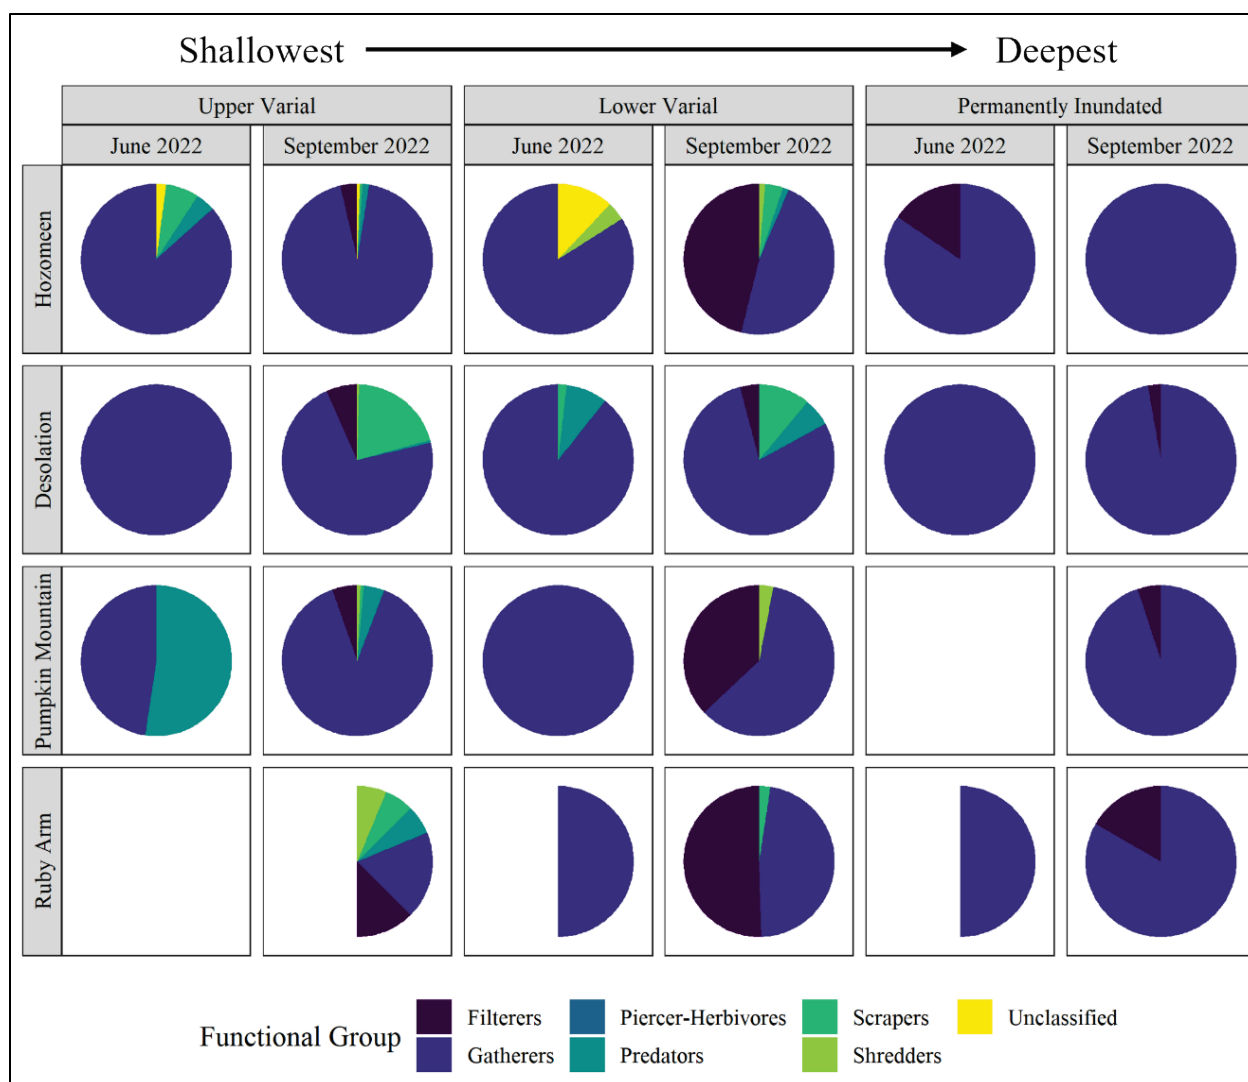 Shallowest Deepest
Upper Varial Lower Varial Permanently Inundated
June 2022 September 2022 June 2022 September 2022 June 2022 September 2022
Hozomeen
Desolation
Pumpkin Mountain
Ruby Arm
Functional Group
Filterers Piercer-Herbivores Scrapers Unclassified
Gatherers Predators Shredders